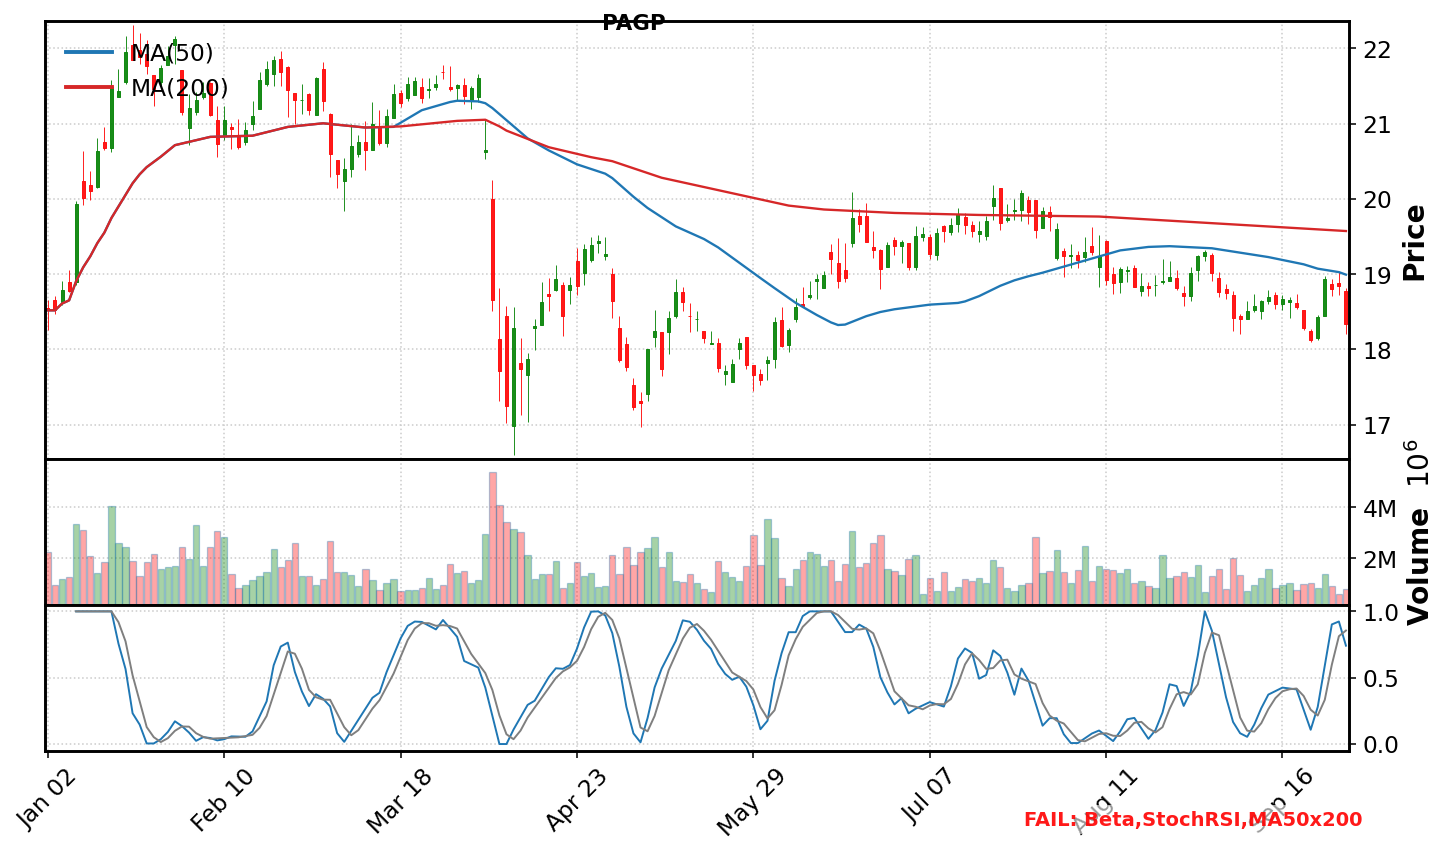 PAGP
MA(50)
MA(200)
22
21
20
19
18
17
Price
10^6
4M
2M
Volume
1.0
0.5
0.0
Jan 02
Feb 10
Mar 18
Apr 23
May 29
Jul 07
Aug 11
Sep 16
FAIL: Beta,StochRSI,MA50x200